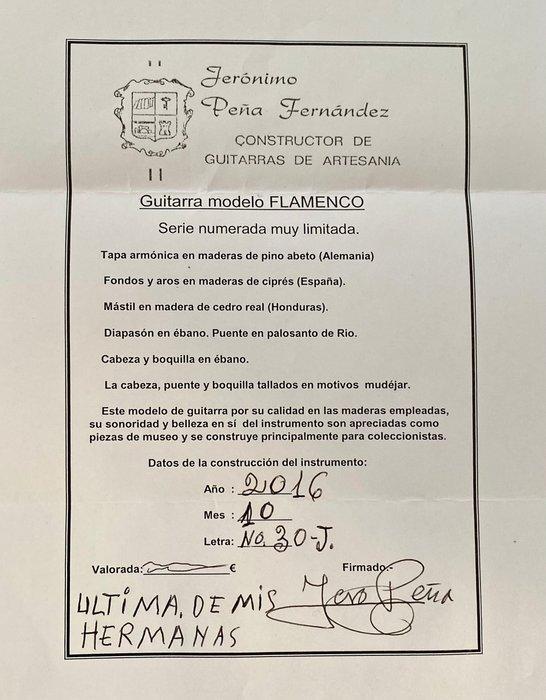 Jerónimo
Peña Fernández
CONSTRUCTOR DE
GUITARRAS DE ARTESANIA
Guitarra modelo FLAMENCO
Serie numerada muy limitada.
Tapa armónica en maderas de pino abeto (Alemania)
Fondos y aros en maderas de ciprés (España).
Mástil en madera de cedro real (Honduras).
Diapasón en ébano. Puente en palosanto de Rio.
Cabeza y boquilla en ébano.
La cabeza, puente y boquilla tallados en motivos mudéjar.
Este modelo de guitarra por su calidad en las maderas empleadas,
su sonoridad y belleza en sí del instrumento son apreciadas como
piezas de museo y se construye principalmente para coleccionistas.
Datos de la construcción del instrumento:
Año : 2016
Mes : 10
Letra: No. 30-J.
Valorada: € Firmado.-
ULTIMA. DE MIS Jero Peña
HERMANAS